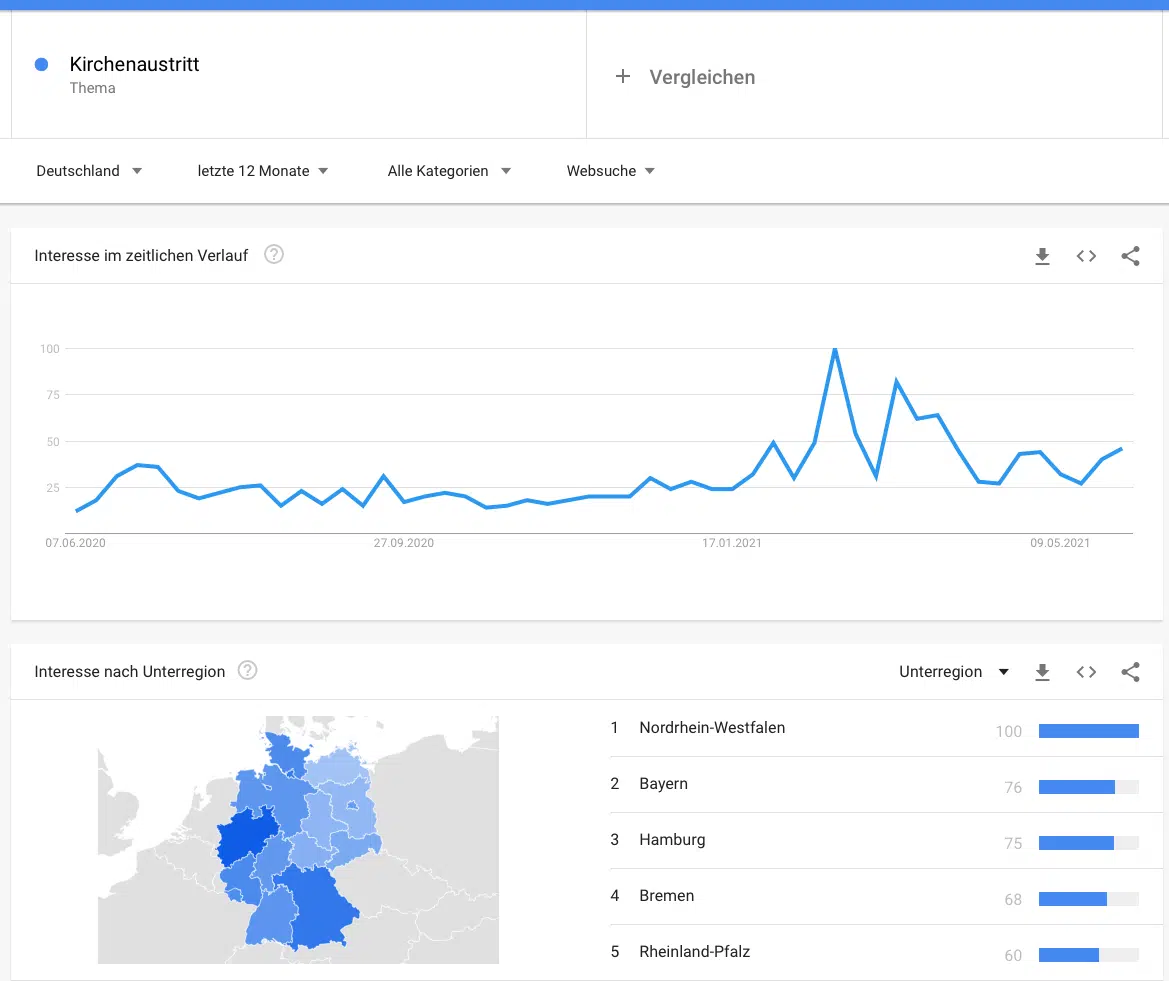 Kirchenaustritt
Thema
+ Vergleichen
Deutschland letzte 12 Monate Alle Kategorien Websuche
Interesse im zeitlichen Verlauf ?
100
75
50
25
07.06.2020 27.09.2020 17.01.2021 09.05.2021
Interesse nach Unterregion ? Unterregion
1 Nordrhein-Westfalen 100
2 Bayern 76
3 Hamburg 75
4 Bremen 68
5 Rheinland-Pfalz 60